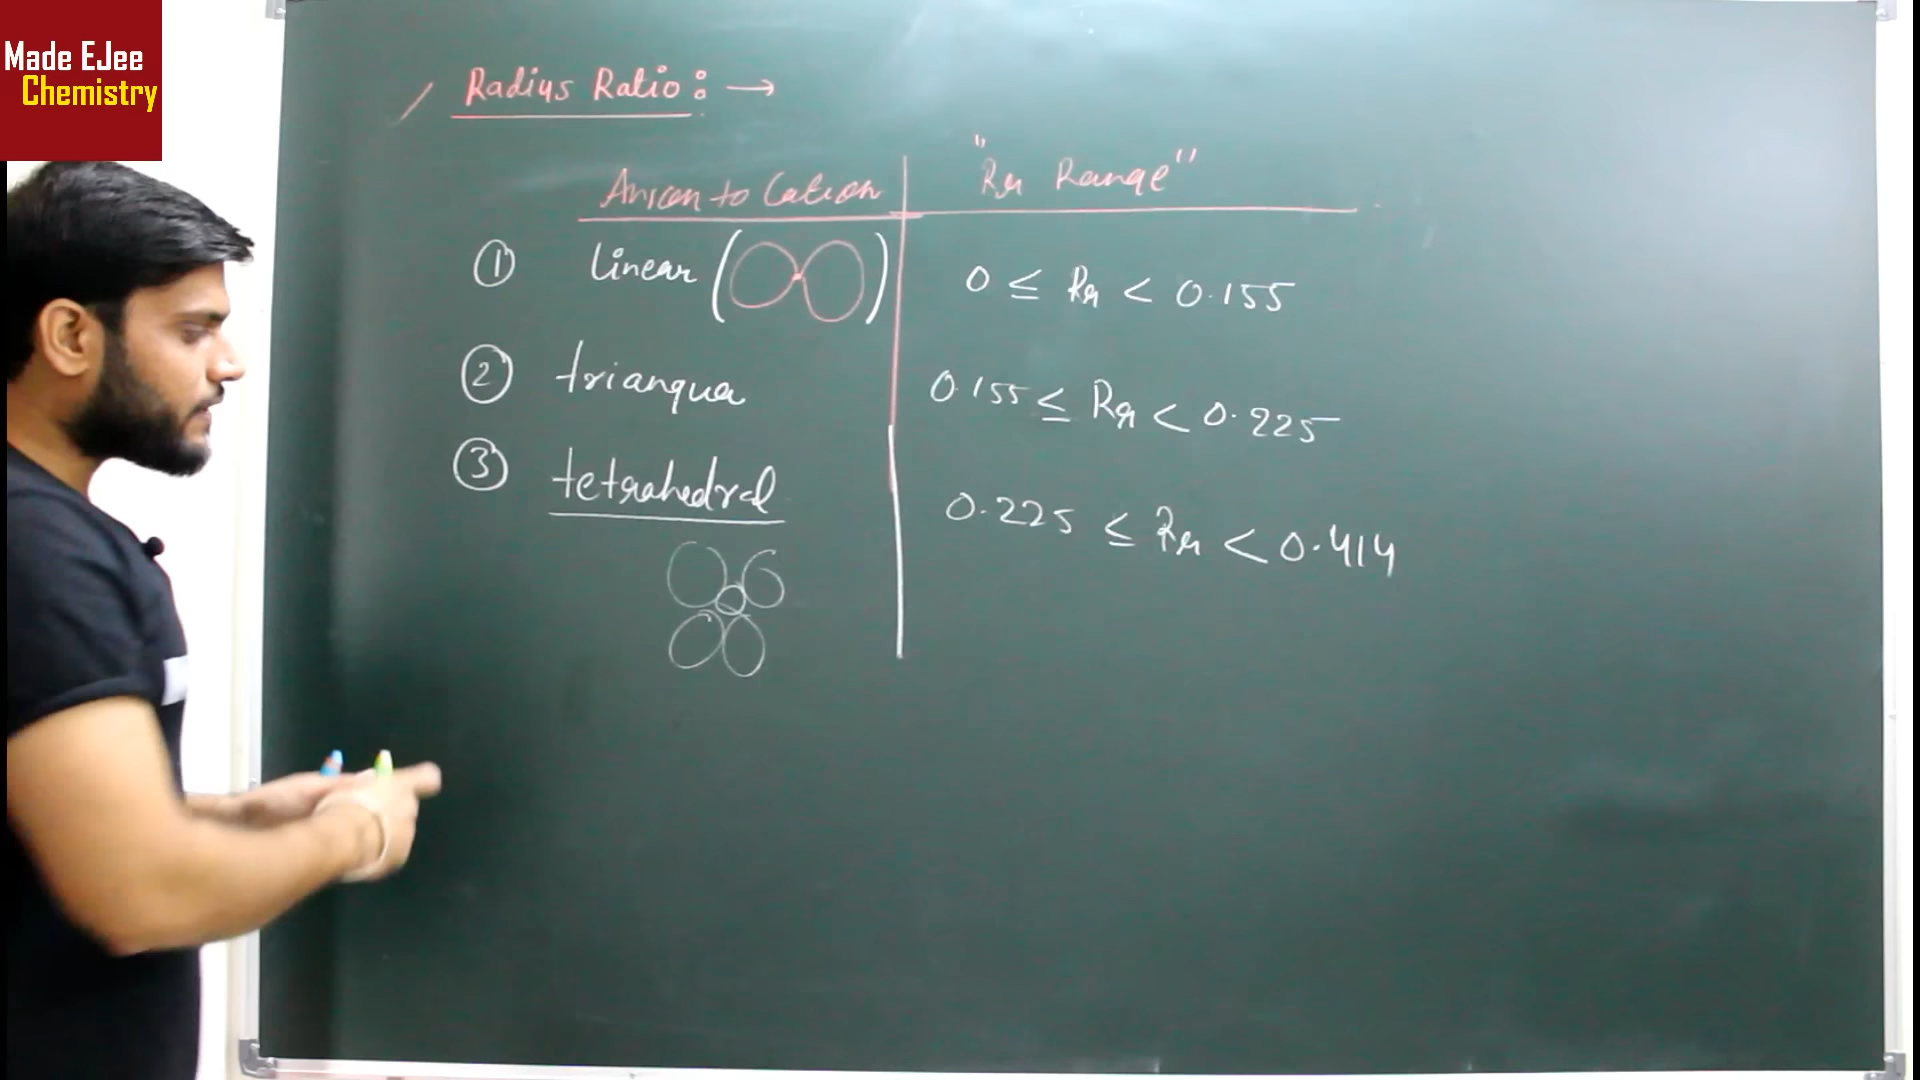 Made EJee
Chemistry
Radius Ratio : →
Anion to Cation
"Rr Range"
① linear ( ) 0 ≤ Rr < 0.155
② triangua 0.155 ≤ Rr < 0.225
③ tetrahedral 0.225 ≤ Rr < 0.414